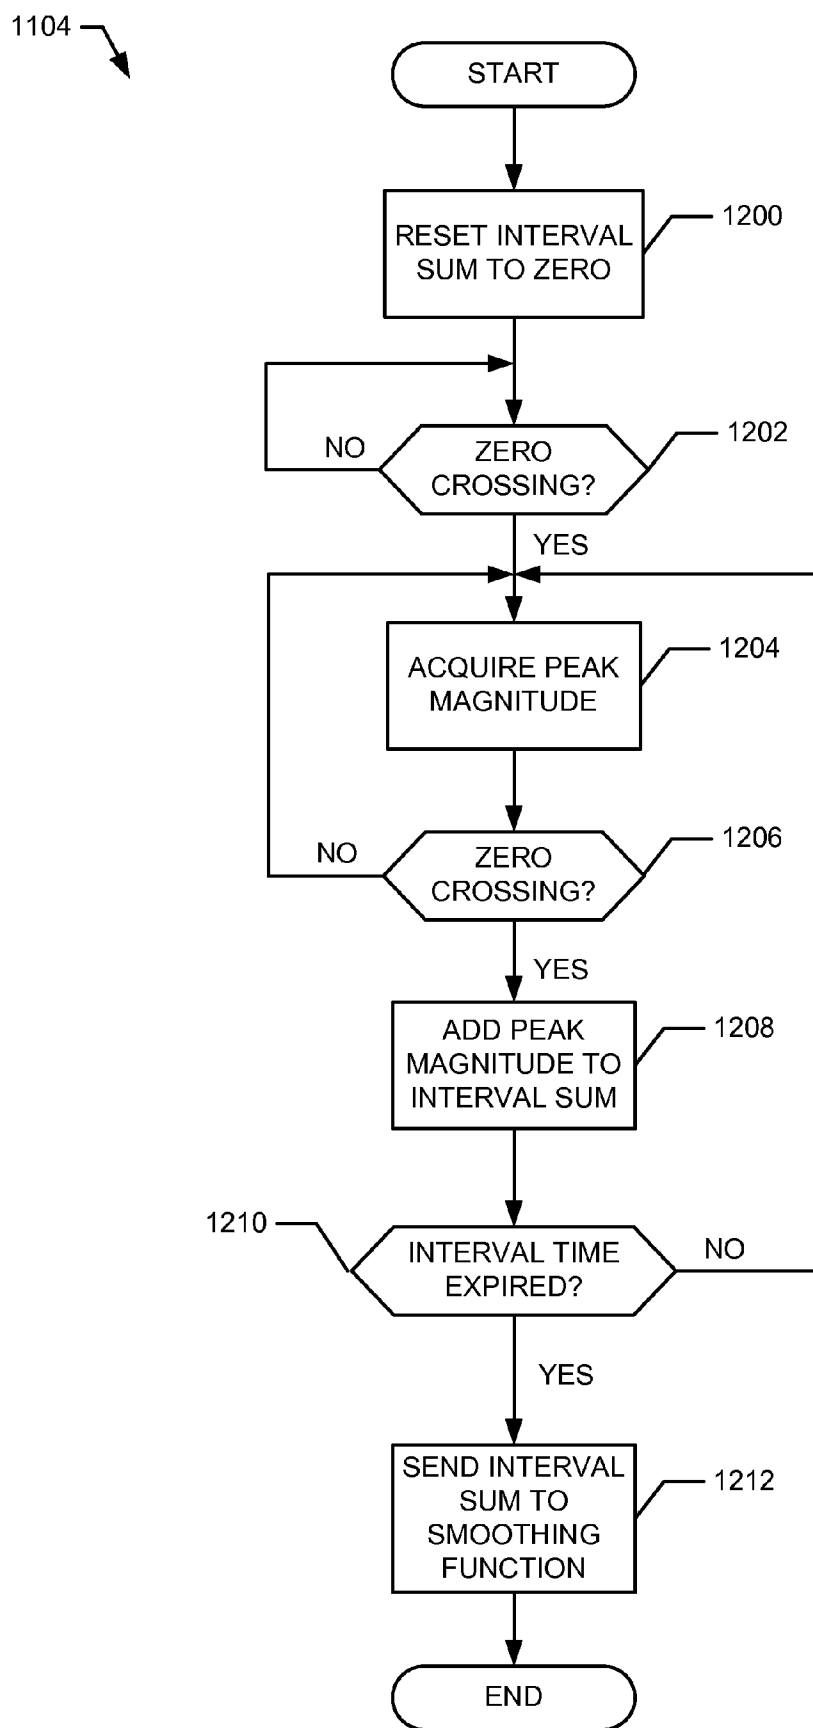 1104
START
1200
RESET INTERVAL
SUM TO ZERO
1202
NO
ZERO
CROSSING?
YES
1204
ACQUIRE PEAK
MAGNITUDE
1206
NO
ZERO
CROSSING?
YES
1208
ADD PEAK
MAGNITUDE TO
INTERVAL SUM
1210
INTERVAL TIME
EXPIRED?
NO
YES
SEND INTERVAL
SUM TO
SMOOTHING
FUNCTION
1212
END